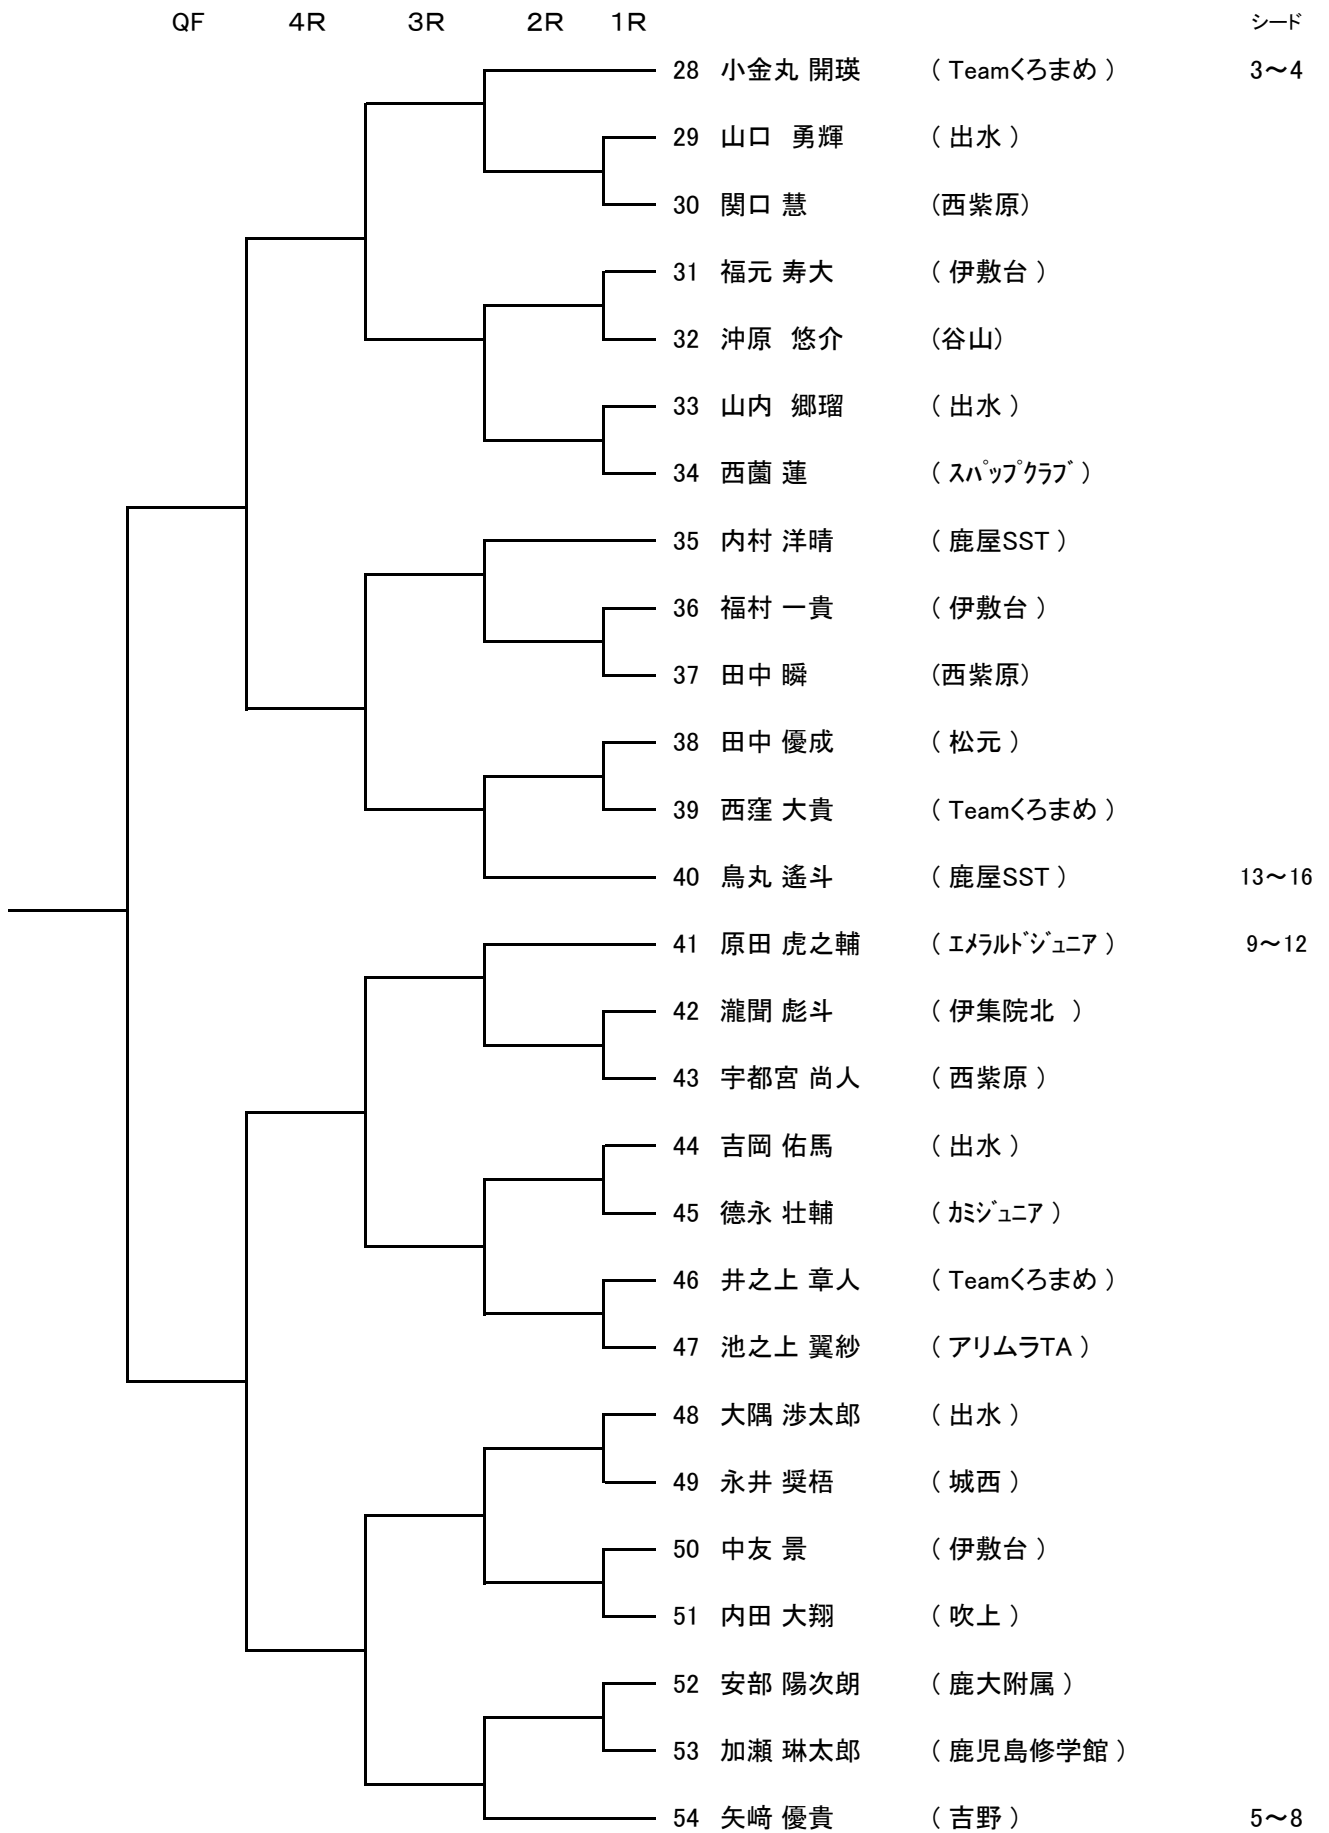 QF 4R 3R 2R 1R シード
28 小金丸 開瑛 ( Teamくろまめ ) 3～4
29 山口 勇輝 ( 出水 )
30 関口 慧 (西紫原)
31 福元 寿大 ( 伊敷台 )
32 沖原 悠介 (谷山)
33 山内 郷瑠 ( 出水 )
34 西薗 蓮 ( ｽﾊﾟｯﾌﾟｸﾗﾌﾞ )
35 内村 洋晴 ( 鹿屋SST )
36 福村 一貴 ( 伊敷台 )
37 田中 瞬 (西紫原)
38 田中 優成 ( 松元 )
39 西窪 大貴 ( Teamくろまめ )
40 鳥丸 遙斗 ( 鹿屋SST ) 13～16
41 原田 虎之輔 ( ｴﾒﾗﾙﾄﾞｼﾞｭﾆｱ ) 9～12
42 瀧聞 彪斗 ( 伊集院北 )
43 宇都宮 尚人 ( 西紫原 )
44 吉岡 佑馬 ( 出水 )
45 德永 壮輔 ( ｶﾐｼﾞｭﾆｱ )
46 井之上 章人 ( Teamくろまめ )
47 池之上 翼紗 ( アリムラTA )
48 大隅 渉太郎 ( 出水 )
49 永井 奨梧 ( 城西 )
50 中友 景 ( 伊敷台 )
51 内田 大翔 ( 吹上 )
52 安部 陽次朗 ( 鹿大附属 )
53 加瀬 琳太郎 ( 鹿児島修学館 )
54 矢﨑 優貴 ( 吉野 ) 5～8